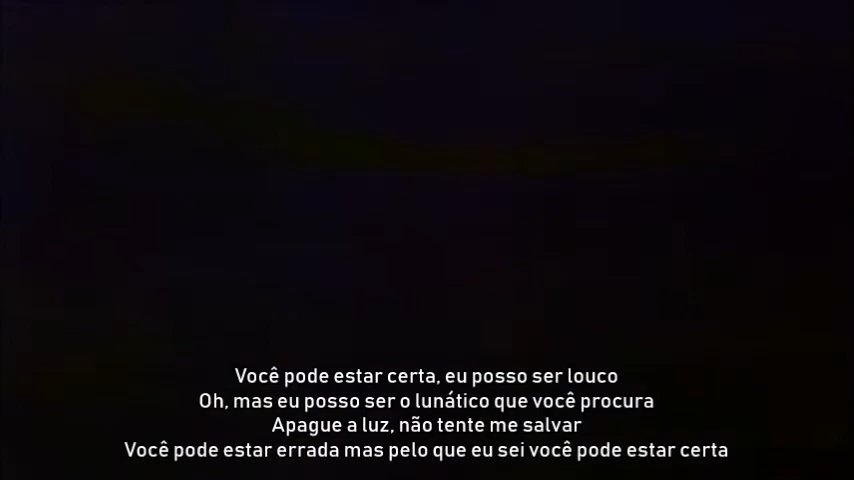 Você pode estar certa, eu posso ser louco
Oh, mas eu posso ser o lunático que você procura
Apague a luz, não tente me salvar
Você pode estar errada mas pelo que eu sei você pode estar certa